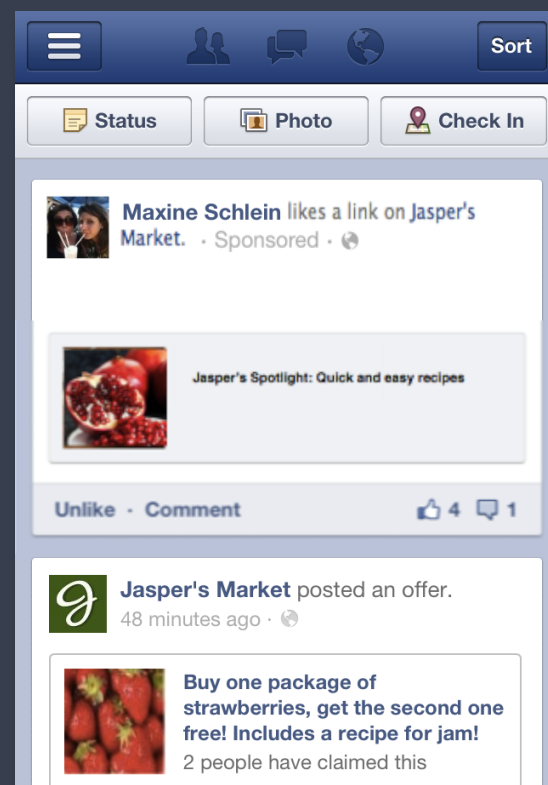 Sort
Status
Photo
Check In
Maxine Schlein likes a link on Jasper's
Market. · Sponsored ·
Jasper's Spotlight: Quick and easy recipes
Unlike · Comment
4
1
Jasper's Market posted an offer.
48 minutes ago ·
Buy one package of
strawberries, get the second one
free! Includes a recipe for jam!
2 people have claimed this